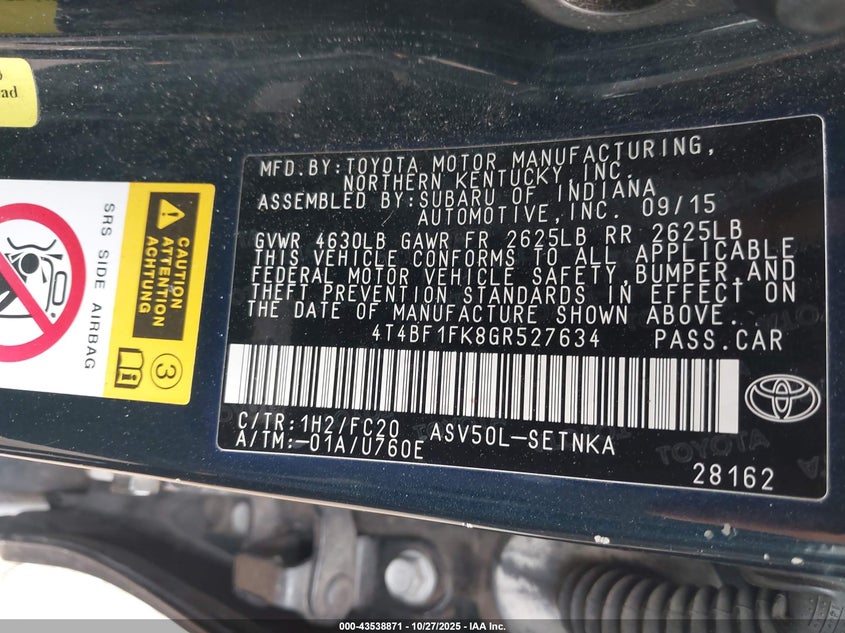 ad
SRS SIDE AIRBAG
CAUTION
ATTENTION
ACHTUNG
3
MFD.BY:TOYOTA MOTOR MANUFACTURING,
NORTHERN KENTUCKY,INC.
ASSEMBLED BY:SUBARU OF INDIANA
AUTOMOTIVE,INC. 09/15
GVWR 4630LB GAWR FR 2625LB RR 2625LB
THIS VEHICLE CONFORMS TO ALL APPLICABLE
FEDERAL MOTOR VEHICLE SAFETY,BUMPER,AND
THEFT PREVENTION STANDARDS IN EFFECT ON
THE DATE OF MANUFACTURE SHOWN ABOVE.
4T4BF1FK8GR527634 PASS.CAR
C/TR:1H2/FC20 ASV50L-SETNKA
A/TM:-01A/U760E
28162
000-43538871 - 10/27/2025 - IAA Inc.